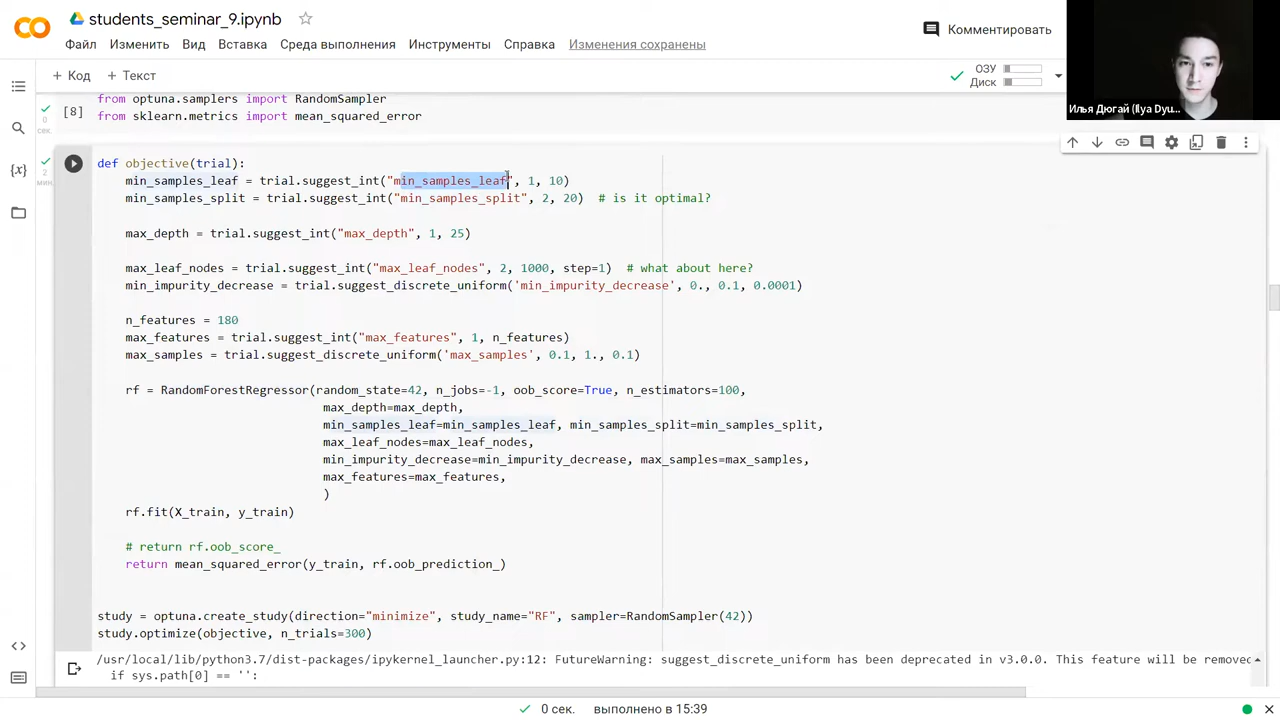 students_seminar_9.ipynb
Файл Изменить Вид Вставка Среда выполнения Инструменты Справка Изменения сохранены
Комментировать
+ Код + Текст
ОЗУ
Диск
Илья Дюгай (Ilya Dyu...
[8]
0
сек.
from optuna.samplers import RandomSampler
from sklearn.metrics import mean_squared_error
2
мин.
def objective(trial):
min_samples_leaf = trial.suggest_int("min_samples_leaf", 1, 10)
min_samples_split = trial.suggest_int("min_samples_split", 2, 20) # is it optimal?
max_depth = trial.suggest_int("max_depth", 1, 25)
max_leaf_nodes = trial.suggest_int("max_leaf_nodes", 2, 1000, step=1) # what about here?
min_impurity_decrease = trial.suggest_discrete_uniform('min_impurity_decrease', 0., 0.1, 0.0001)
n_features = 180
max_features = trial.suggest_int("max_features", 1, n_features)
max_samples = trial.suggest_discrete_uniform('max_samples', 0.1, 1., 0.1)
rf = RandomForestRegressor(random_state=42, n_jobs=-1, oob_score=True, n_estimators=100,
max_depth=max_depth,
min_samples_leaf=min_samples_leaf, min_samples_split=min_samples_split,
max_leaf_nodes=max_leaf_nodes,
min_impurity_decrease=min_impurity_decrease, max_samples=max_samples,
max_features=max_features,
)
rf.fit(X_train, y_train)
# return rf.oob_score_
return mean_squared_error(y_train, rf.oob_prediction_)
study = optuna.create_study(direction="minimize", study_name="RF", sampler=RandomSampler(42))
study.optimize(objective, n_trials=300)
/usr/local/lib/python3.7/dist-packages/ipykernel_launcher.py:12: FutureWarning: suggest_discrete_uniform has been deprecated in v3.0.0. This feature will be removed
if sys.path[0] == '':
0 сек. выполнено в 15:39